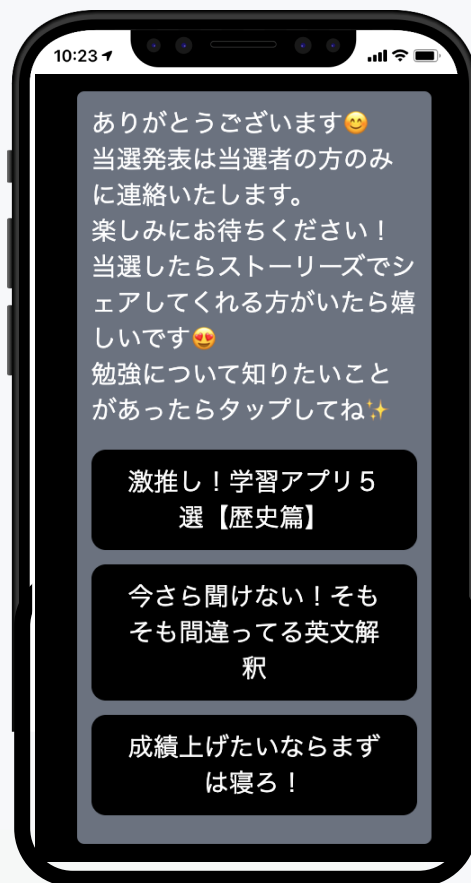 10:23
ありがとうございます😊
当選発表は当選者の方のみ
に連絡いたします。
楽しみにお待ちください！
当選したらストーリーズでシ
ェアしてくれる方がいたら嬉
しいです😍
勉強について知りたいこと
があったらタップしてね✨
激推し！学習アプリ５
選【歴史篇】
今さら聞けない！そも
そも間違ってる英文解
釈
成績上げたいならまず
は寝ろ！